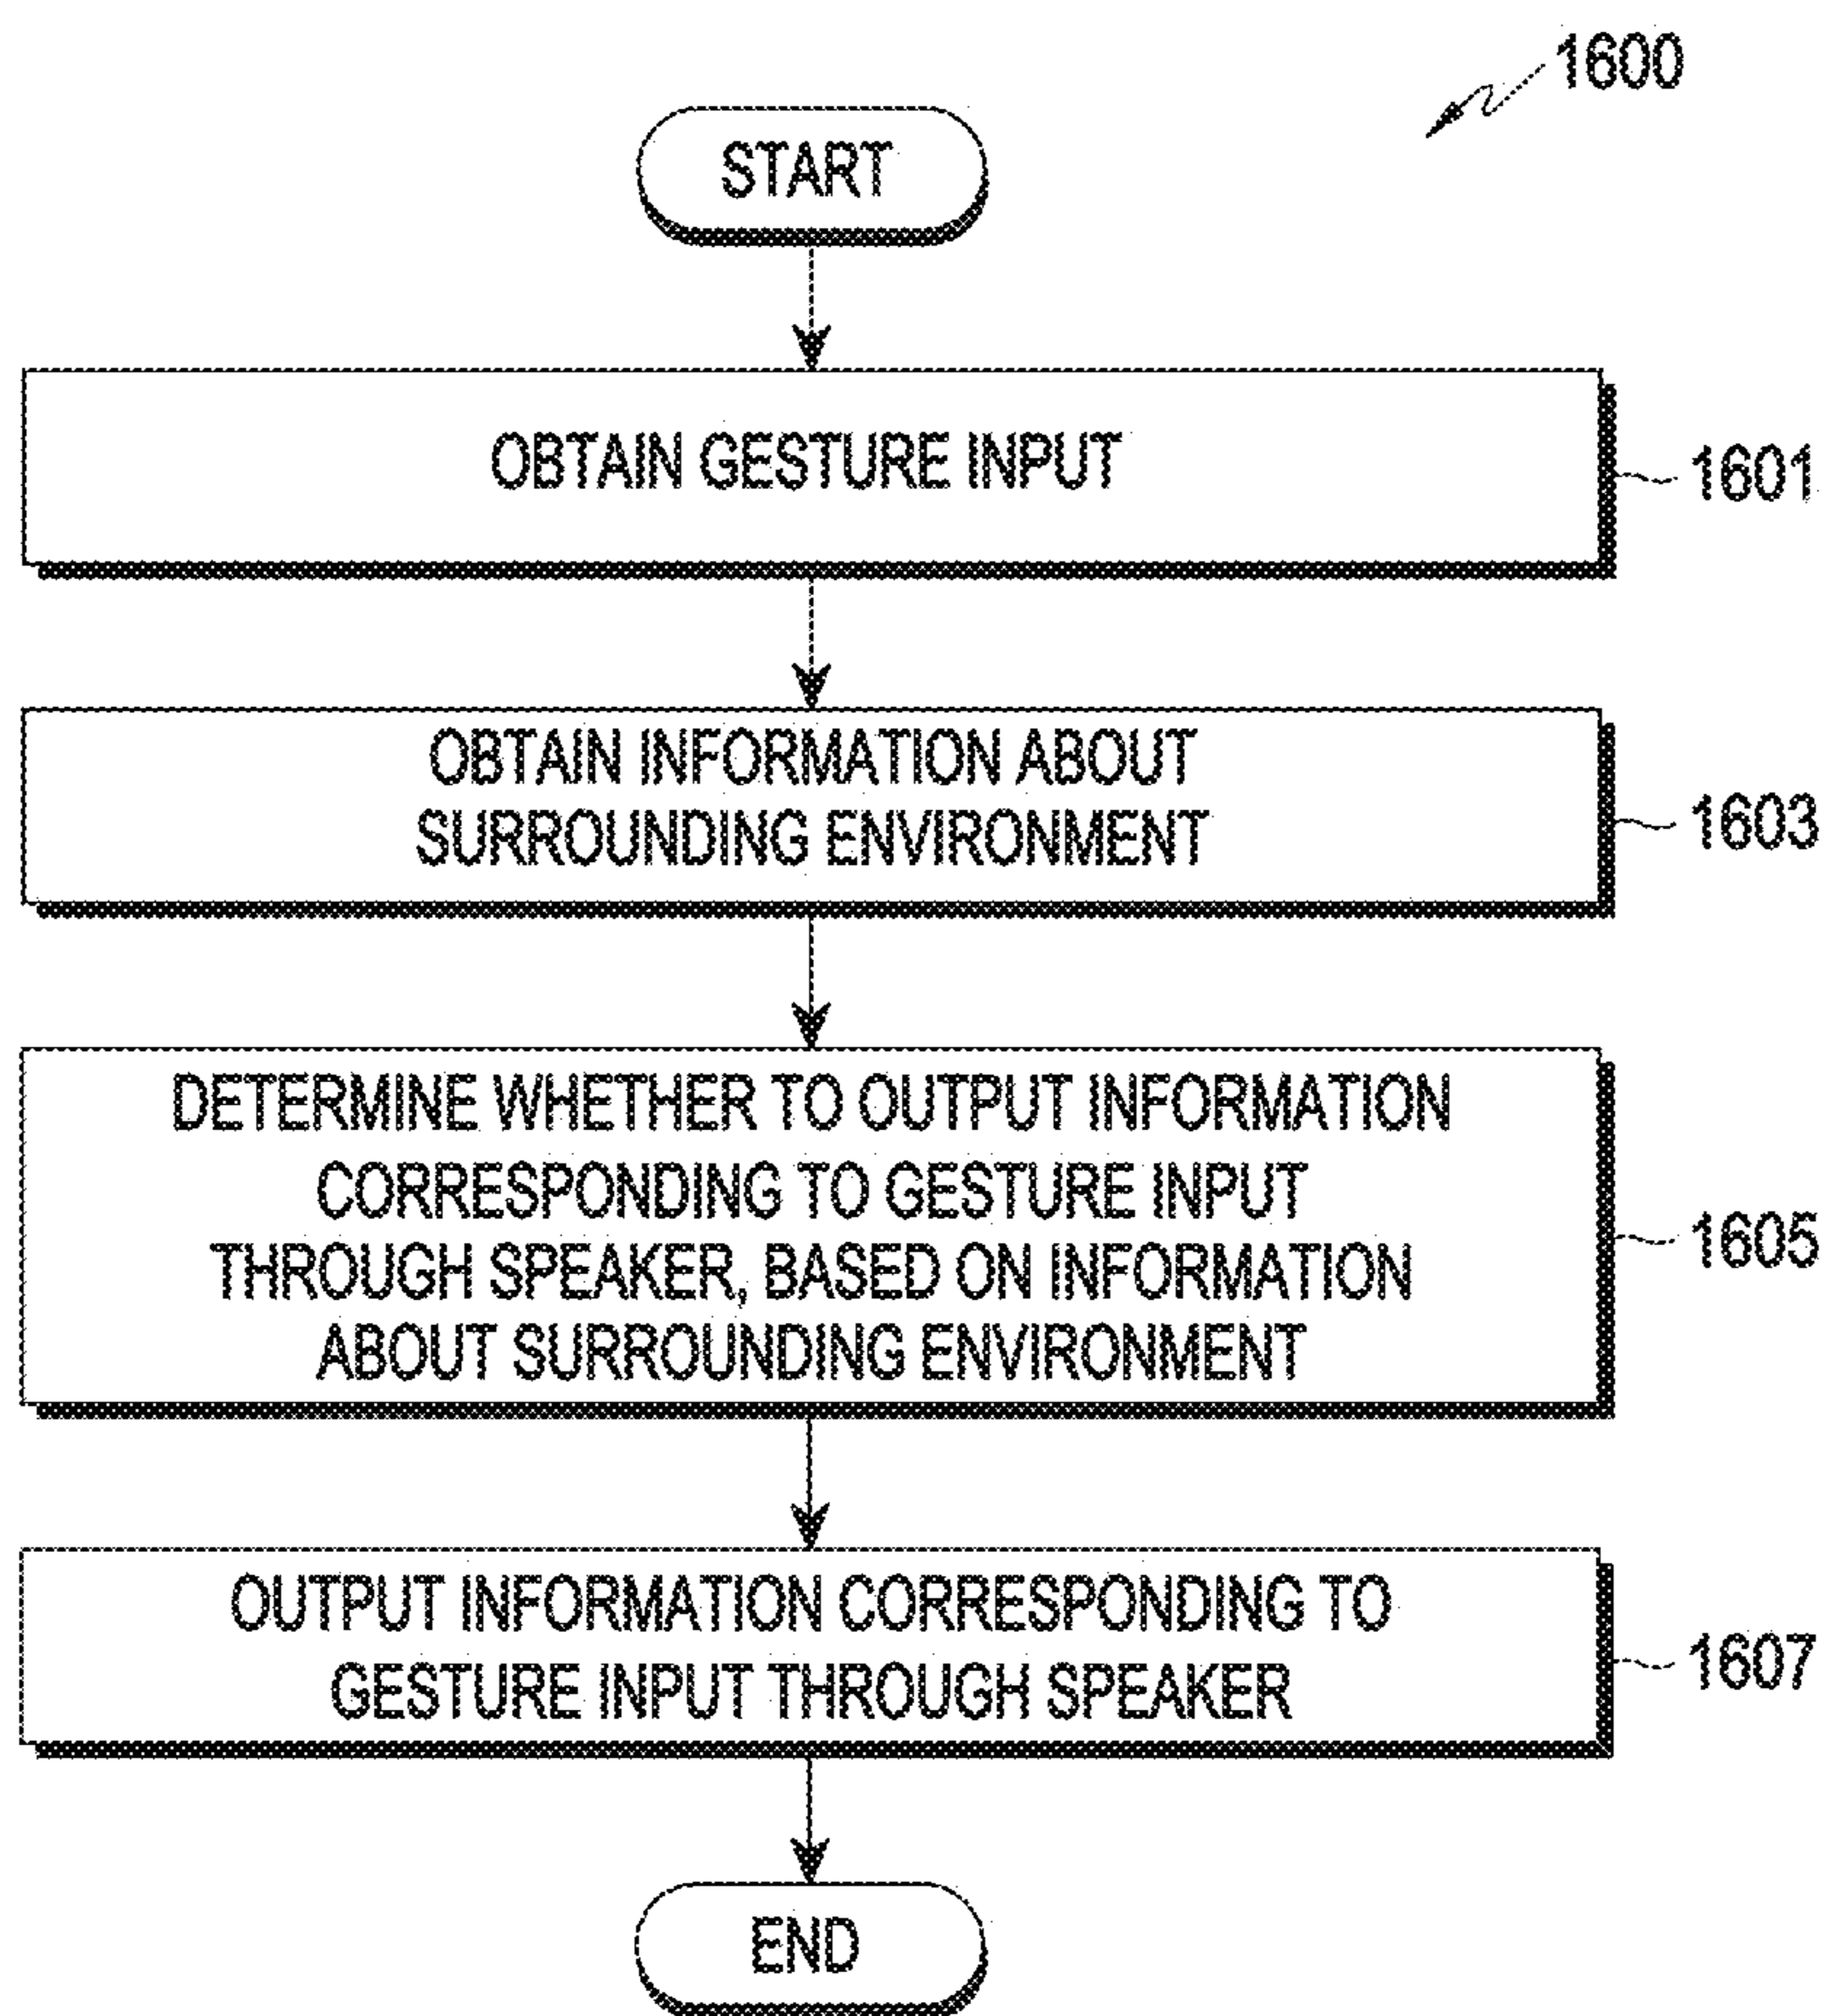 1600
START
OBTAIN GESTURE INPUT
1601
OBTAIN INFORMATION ABOUT
SURROUNDING ENVIRONMENT
1603
DETERMINE WHETHER TO OUTPUT INFORMATION
CORRESPONDING TO GESTURE INPUT
THROUGH SPEAKER, BASED ON INFORMATION
ABOUT SURROUNDING ENVIRONMENT
1605
OUTPUT INFORMATION CORRESPONDING TO
GESTURE INPUT THROUGH SPEAKER
1607
END